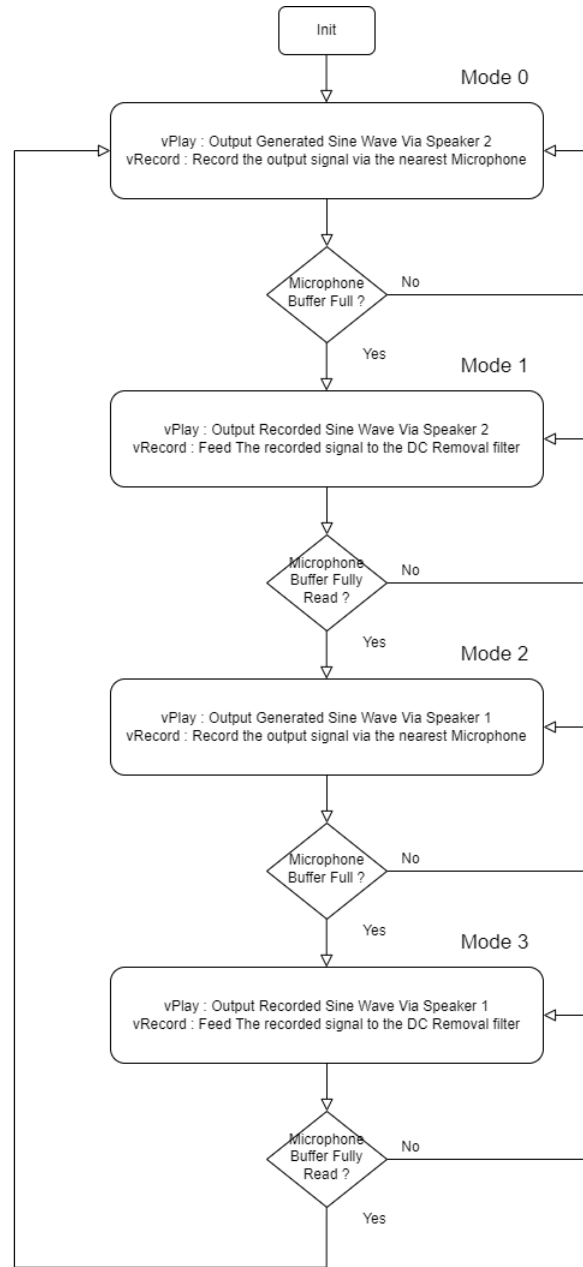 Init
Mode 0
vPlay : Output Generated Sine Wave Via Speaker 2
vRecord : Record the output signal via the nearest Microphone
Microphone
Buffer Full ?
No
Yes
Mode 1
vPlay : Output Recorded Sine Wave Via Speaker 2
vRecord : Feed The recorded signal to the DC Removal filter
Microphone
Buffer Fully
Read ?
No
Yes
Mode 2
vPlay : Output Generated Sine Wave Via Speaker 1
vRecord : Record the output signal via the nearest Microphone
Microphone
Buffer Full ?
No
Yes
Mode 3
vPlay : Output Recorded Sine Wave Via Speaker 1
vRecord : Feed The recorded signal to the DC Removal filter
Microphone
Buffer Fully
Read ?
No
Yes